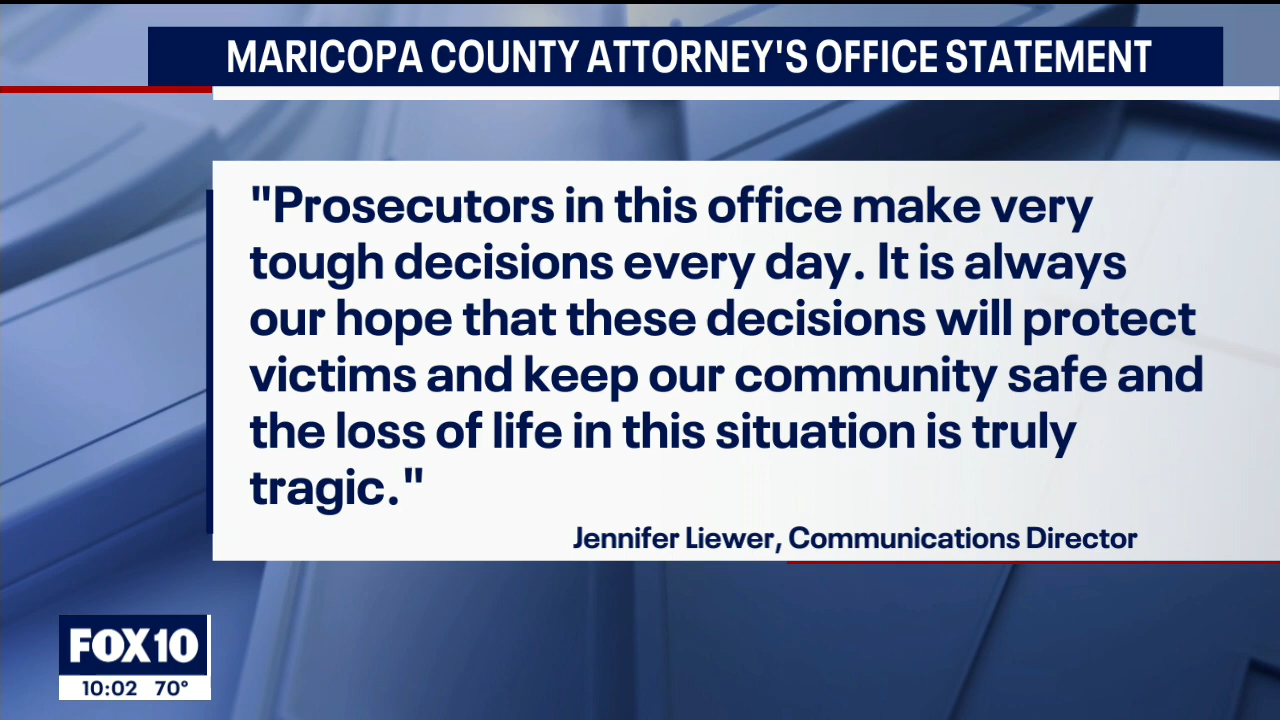 MARICOPA COUNTY ATTORNEY'S OFFICE STATEMENT
"Prosecutors in this office make very
tough decisions every day. It is always
our hope that these decisions will protect
victims and keep our community safe and
the loss of life in this situation is truly
tragic."
Jennifer Liewer, Communications Director
FOX10
10:02 70°